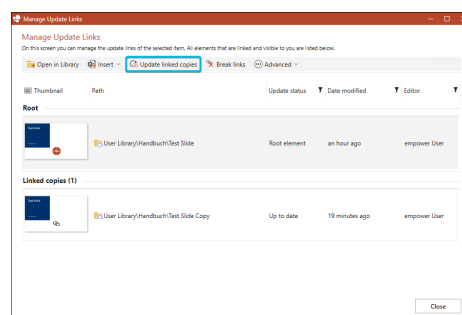 Manage Update Links
Manage Update Links
On this screen you can manage the update links of the selected item. All elements that are linked and visible to you are listed below.
Open in Library Insert Update linked copies Break links Advanced
Thumbnail Path Update status Date modified Editor
Root
Test Folie
User Library\Handbuch\Test Slide Root element an hour ago empower User
Linked copies (1)
Test Folie
User Library\Handbuch\Test Slide Copy Up to date 19 minutes ago empower User
Close